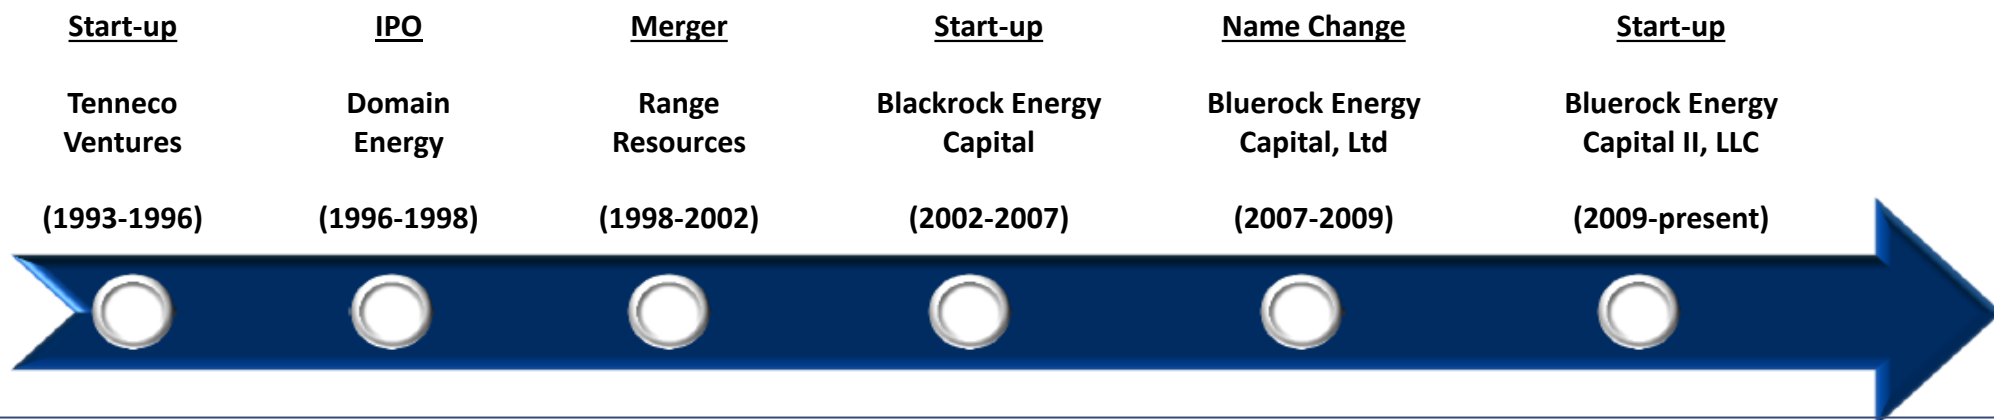 Start-up
IPO
Merger
Start-up
Name Change
Start-up
Tenneco
Ventures
Domain
Energy
Range
Resources
Blackrock Energy
Capital
Bluerock Energy
Capital, Ltd
Bluerock Energy
Capital II, LLC
(1993-1996)
(1996-1998)
(1998-2002)
(2002-2007)
(2007-2009)
(2009-present)